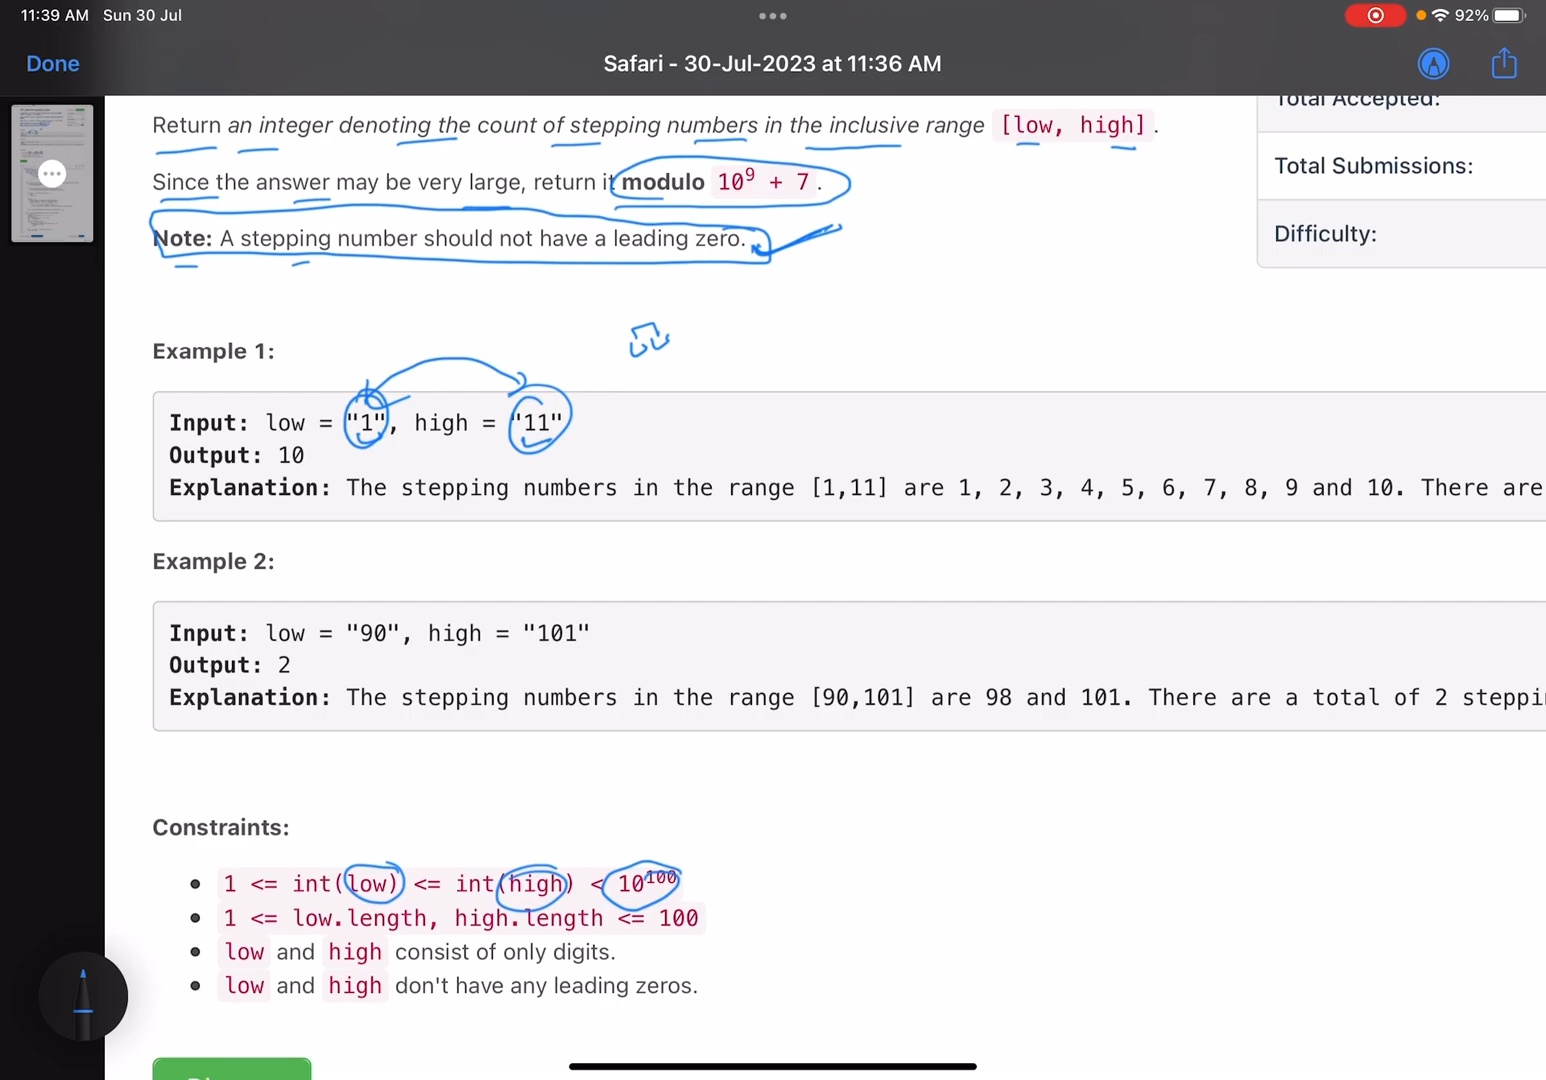 11:39 AM Sun 30 Jul
92%
Done
Safari - 30-Jul-2023 at 11:36 AM
Return an integer denoting the count of stepping numbers in the inclusive range [low, high].
Total Accepted:
Since the answer may be very large, return it modulo 10⁹ + 7.
Total Submissions:
Note: A stepping number should not have a leading zero.
Difficulty:
Example 1:
Input: low = "1", high = "11"
Output: 10
Explanation: The stepping numbers in the range [1,11] are 1, 2, 3, 4, 5, 6, 7, 8, 9 and 10. There are
Example 2:
Input: low = "90", high = "101"
Output: 2
Explanation: The stepping numbers in the range [90,101] are 98 and 101. There are a total of 2
Constraints:
1 <= int(low) <= int(high) < 10¹⁰⁰
1 <= low.length, high.length <= 100
low and high consist of only digits.
low and high don't have any leading zeros.